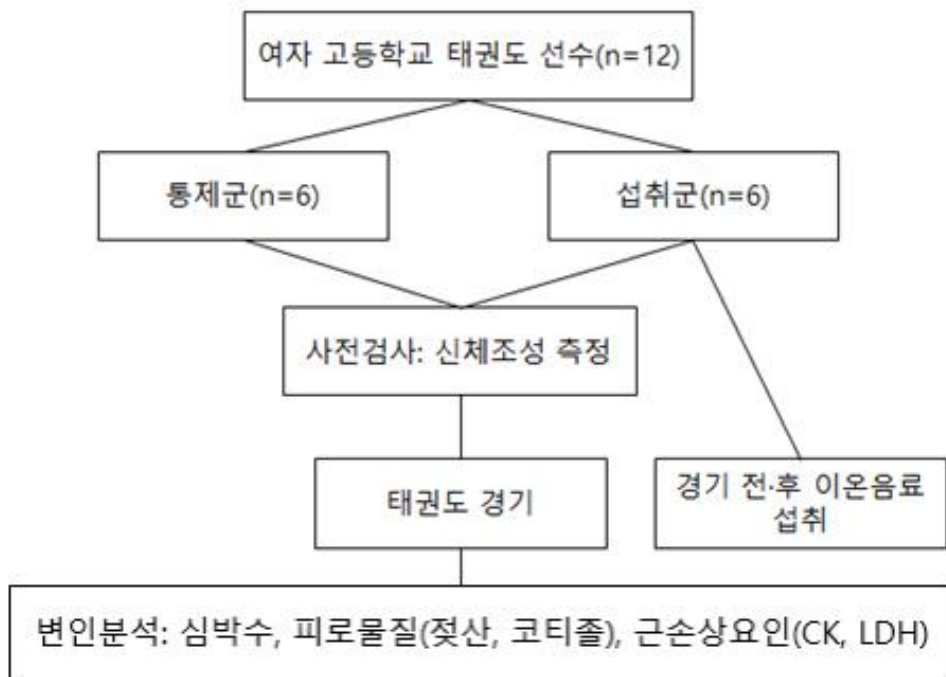 여자 고등학교 태권도 선수(n=12)
통제군(n=6)
섭취군(n=6)
사전검사: 신체조성 측정
태권도 경기
경기 전·후 이온음료
섭취
변인분석: 심박수, 피로물질(젖산, 코티졸), 근손상요인(CK, LDH)